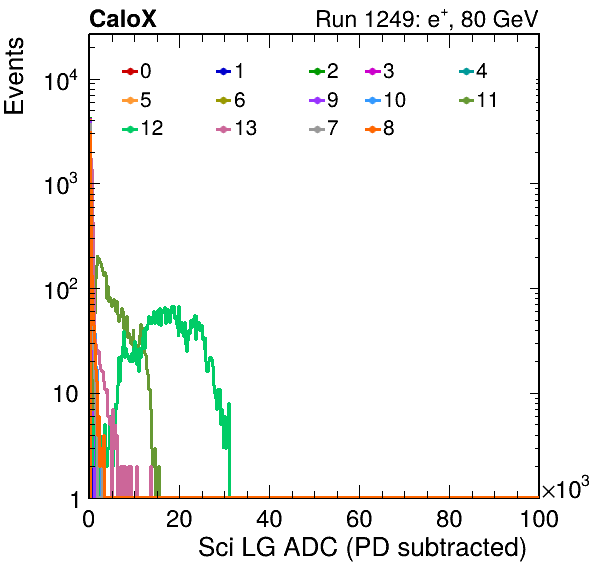 CaloX Run 1249: e⁺, 80 GeV
Events
10⁴
10³
10²
10
1
0 1 2 3 4
5 6 9 10 11
12 13 7 8
0 20 40 60 80 100
×10³
Sci LG ADC (PD subtracted)